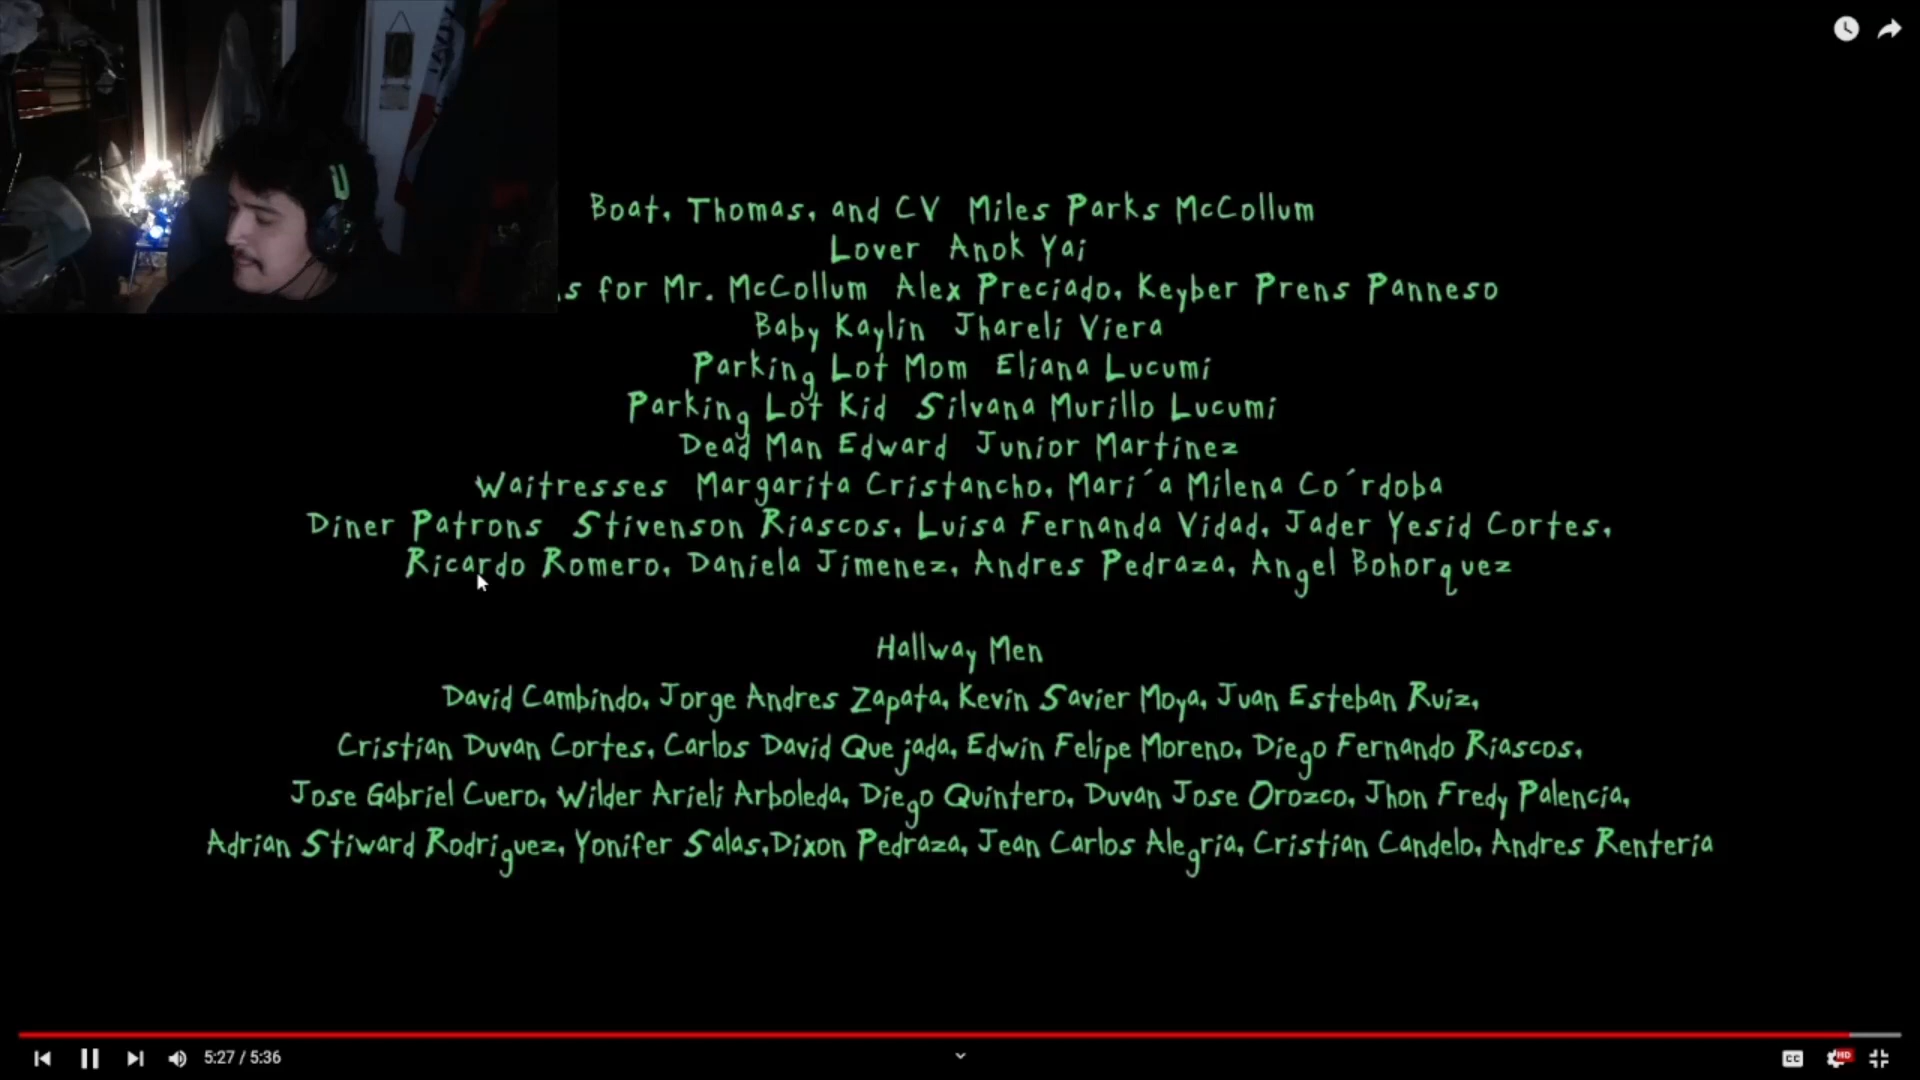 Boat, Thomas, and CV Miles Parks McCollum
Lover Anok Yai
s for Mr. McCollum Alex Preciado, Keyber Prens Panneso
Baby Kaylin Jhareli Viera
Parking Lot Mom Eliana Lucumi
Parking Lot Kid Silvana Murillo Lucumi
Dead Man Edward Junior Martinez
Waitresses Margarita Cristancho, Mari´a Milena Co´rdoba
Diner Patrons Stivenson Riascos, Luisa Fernanda Vidad, Jader Yesid Cortes,
Ricardo Romero, Daniela Jimenez, Andres Pedraza, Angel Bohorquez
Hallway Men
David Cambindo, Jorge Andres Zapata, Kevin Savier Moya, Juan Esteban Ruiz,
Cristian Duvan Cortes, Carlos David Quejada, Edwin Felipe Moreno, Diego Fernando Riascos,
Jose Gabriel Cuero, Wilder Arieli Arboleda, Diego Quintero, Duvan Jose Orozco, Jhon Fredy Palencia,
Adrian Stiward Rodriguez, Yonifer Salas,Dixon Pedraza, Jean Carlos Alegria, Cristian Candelo, Andres Renteria
5:27 / 5:36
CC
HD